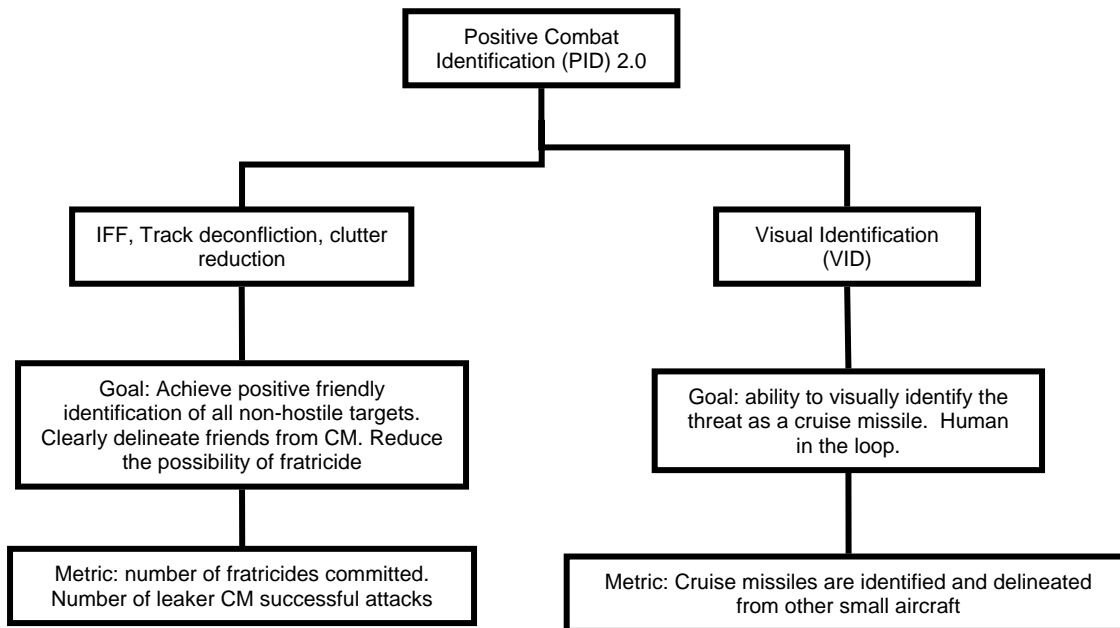 Positive Combat
Identification (PID) 2.0
IFF, Track deconfliction, clutter
reduction
Visual Identification
(VID)
Goal: Achieve positive friendly
identification of all non-hostile targets.
Clearly delineate friends from CM. Reduce
the possibility of fratricide
Goal: ability to visually identify the
threat as a cruise missile.  Human
in the loop.
Metric: number of fratricides committed.
Number of leaker CM successful attacks
Metric: Cruise missiles are identified and delineated
from other small aircraft